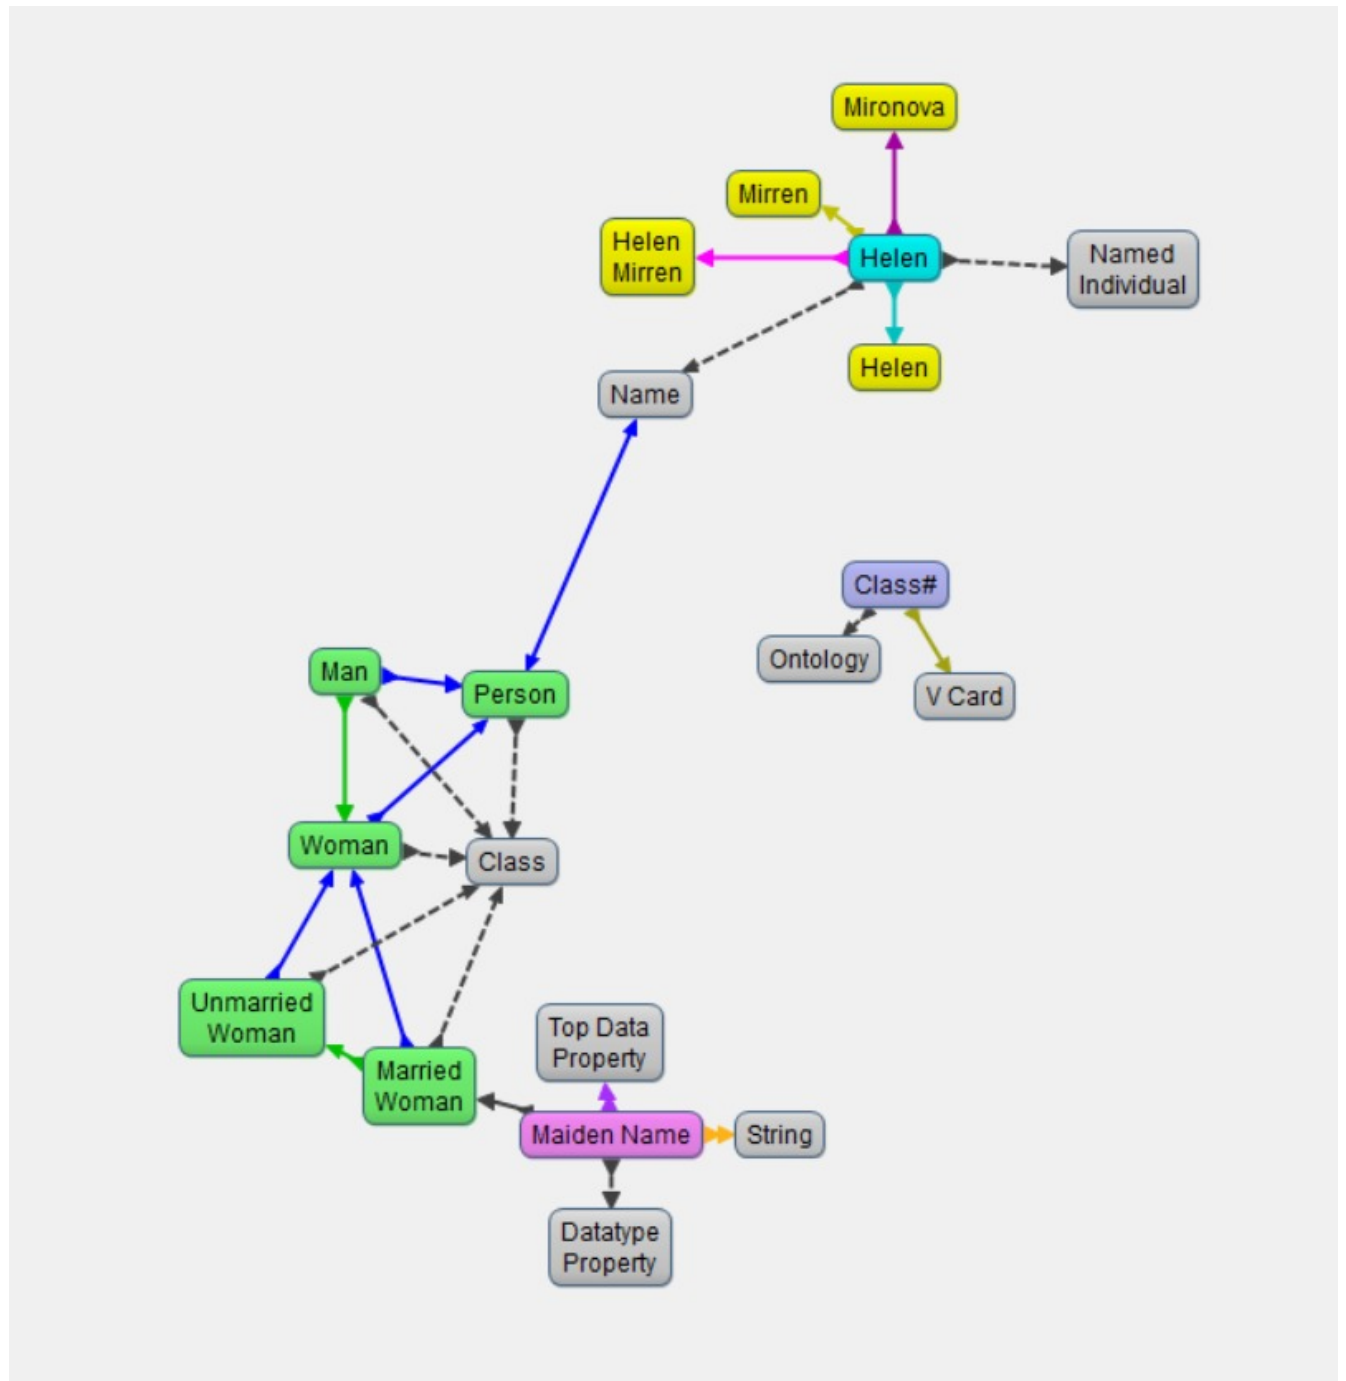 Mironova
Mirren
Helen
Mirren
Helen
Named
Individual
Helen
Name
Class#
Ontology
V Card
Man
Person
Woman
Class
Unmarried
Woman
Married
Woman
Top Data
Property
Maiden Name
String
Datatype
Property